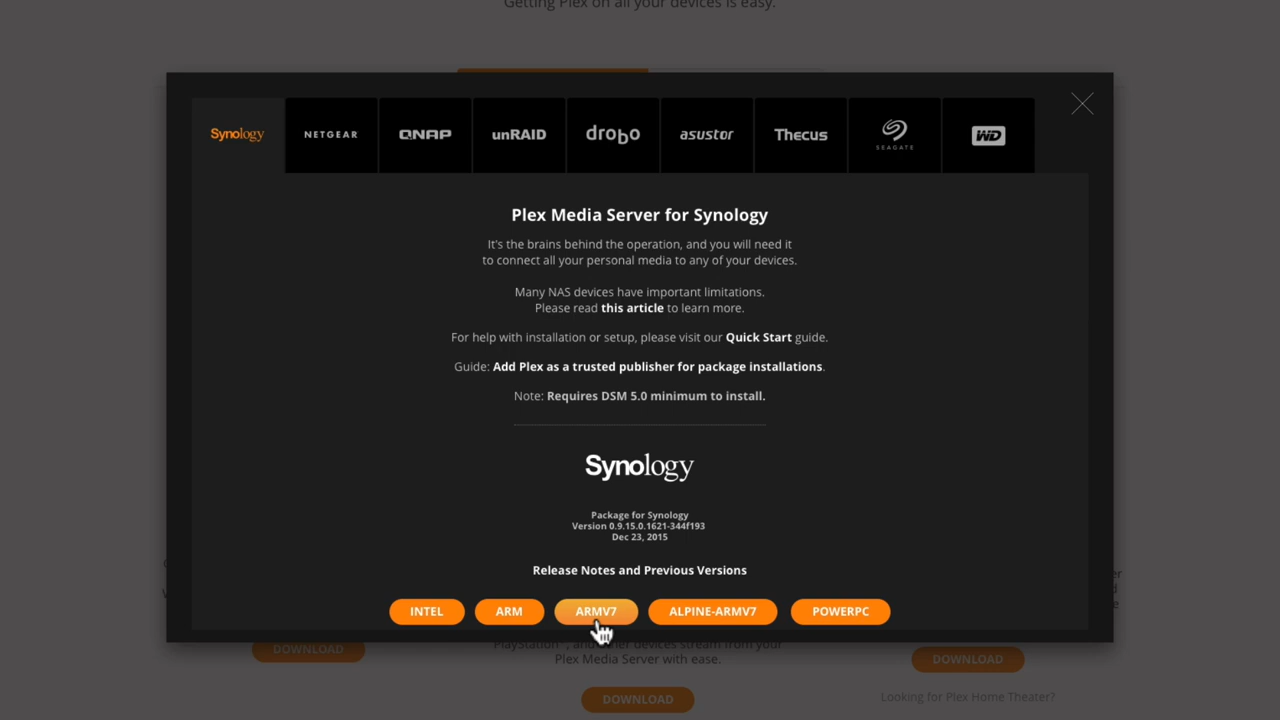 Getting Plex on all your devices is easy.
Synology
NETGEAR
QNAP
unRAID
drobo
asustor
Thecus
SEAGATE
WD
Plex Media Server for Synology
It's the brains behind the operation, and you will need it
to connect all your personal media to any of your devices.
Many NAS devices have important limitations.
Please read this article to learn more.
For help with installation or setup, please visit our Quick Start guide.
Guide: Add Plex as a trusted publisher for package installations.
Note: Requires DSM 5.0 minimum to install.
Synology
Package for Synology
Version 0.9.15.0.1621-344f193
Dec 23, 2015
Release Notes and Previous Versions
INTEL
ARM
ARMV7
ALPINE-ARMV7
POWERPC
DOWNLOAD
PlayStation®, and other devices stream from your
Plex Media Server with ease.
DOWNLOAD
DOWNLOAD
Looking for Plex Home Theater?